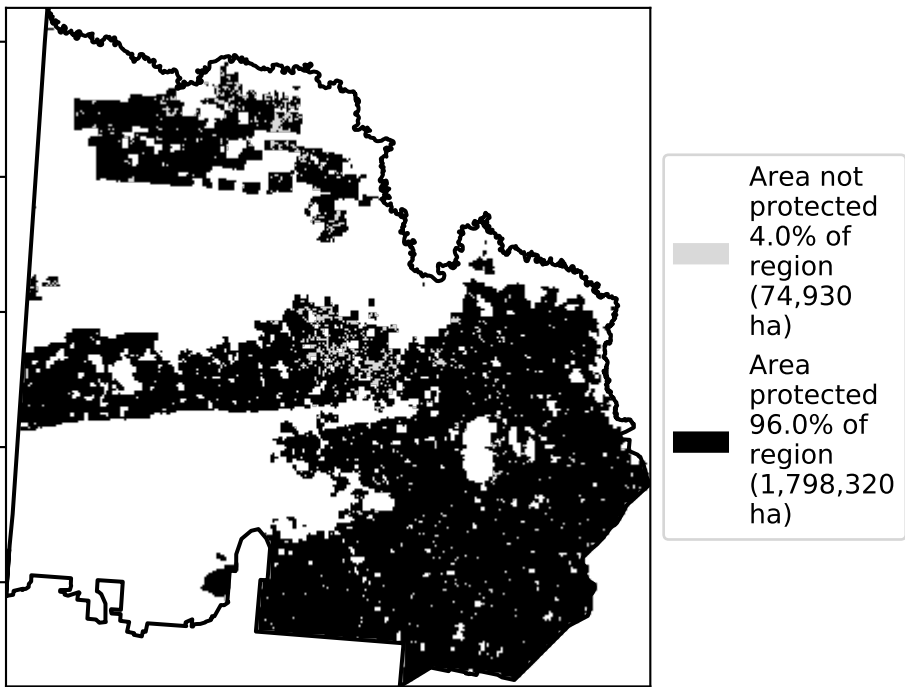 Area not
protected
4.0% of
region
(74,930
ha)
Area
protected
96.0% of
region
(1,798,320
ha)